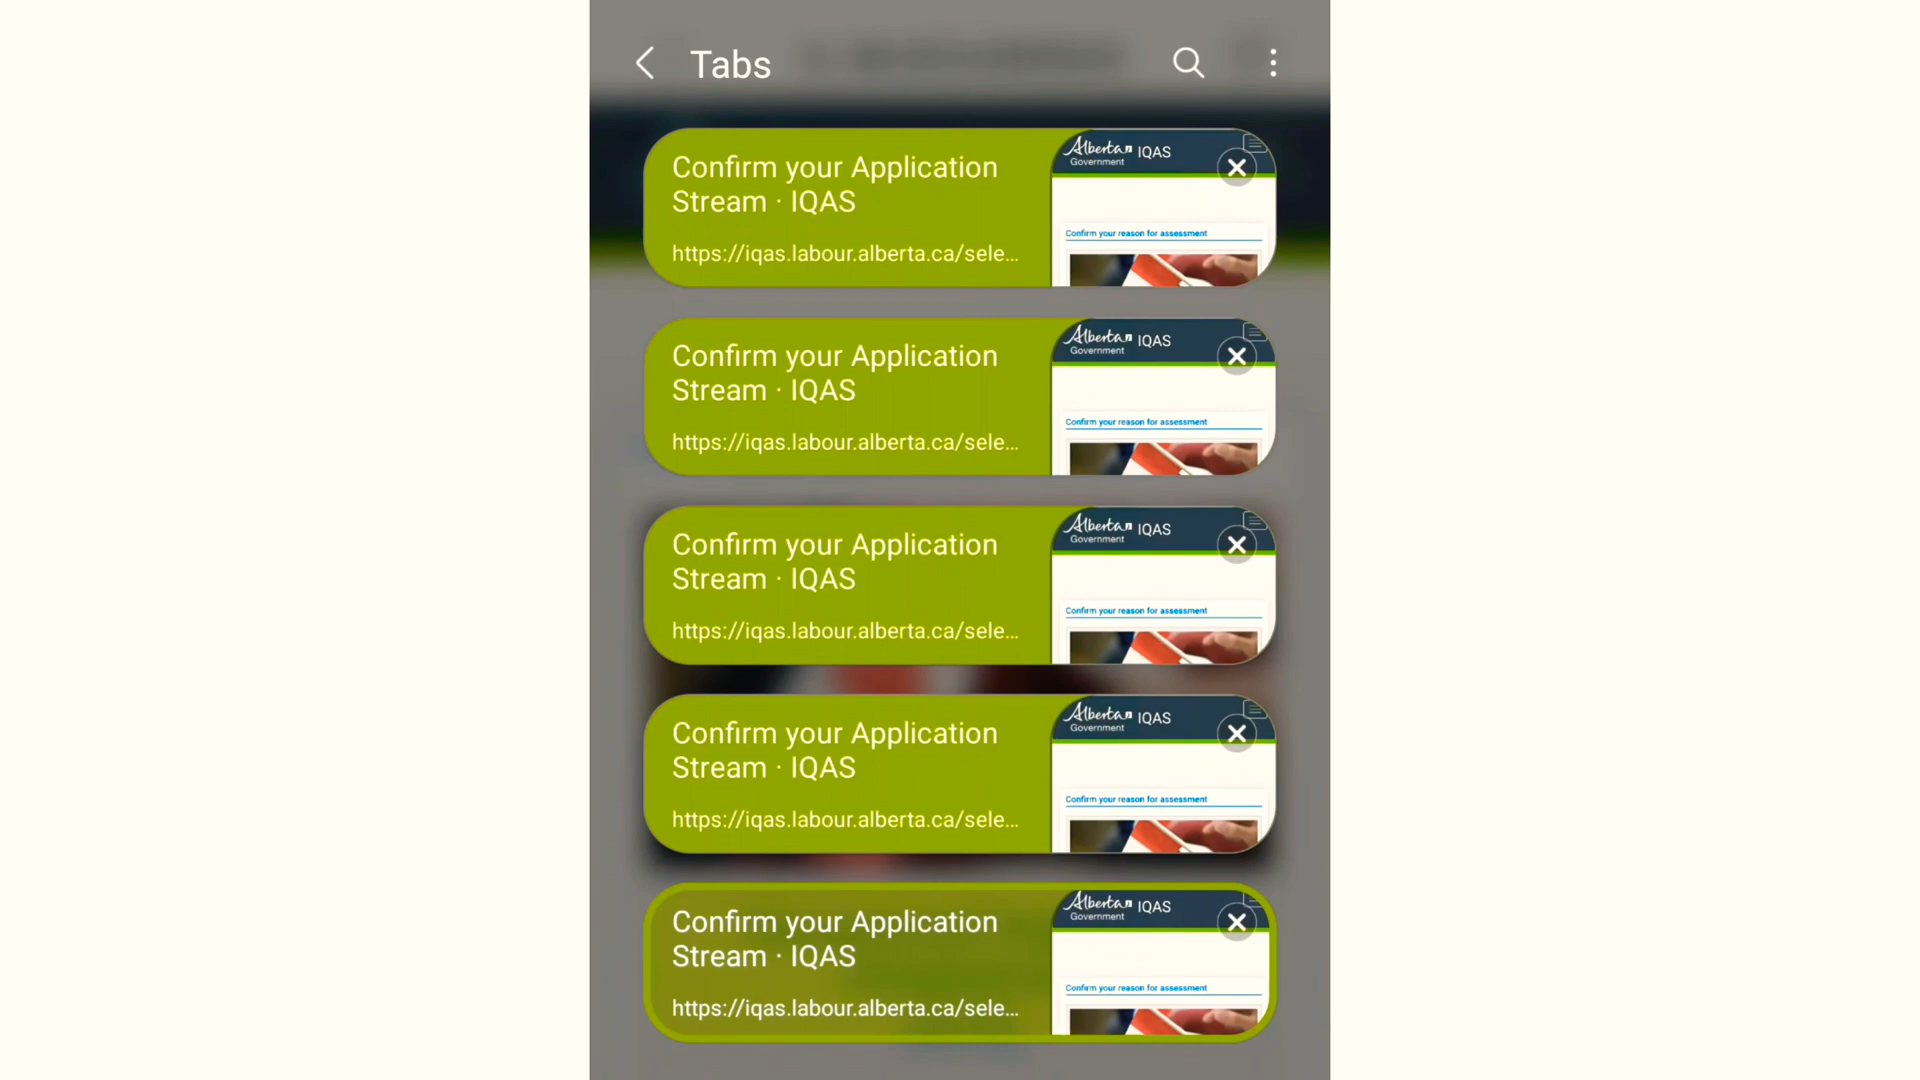 Tabs
Confirm your Application
Stream · IQAS
https://iqas.labour.alberta.ca/sele...
Alberta IQAS
Government
Confirm your reason for assessment
Confirm your Application
Stream · IQAS
https://iqas.labour.alberta.ca/sele...
Alberta IQAS
Government
Confirm your reason for assessment
Confirm your Application
Stream · IQAS
https://iqas.labour.alberta.ca/sele...
Alberta IQAS
Government
Confirm your reason for assessment
Confirm your Application
Stream · IQAS
https://iqas.labour.alberta.ca/sele...
Alberta IQAS
Government
Confirm your reason for assessment
Confirm your Application
Stream · IQAS
https://iqas.labour.alberta.ca/sele...
Alberta IQAS
Government
Confirm your reason for assessment